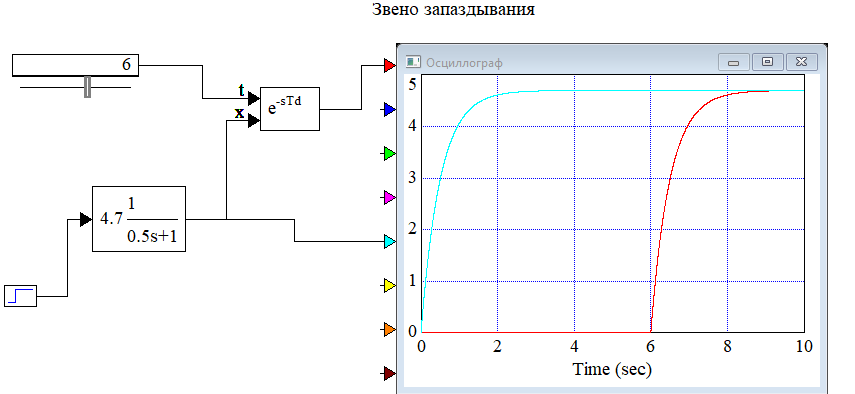 Звено запаздывания
6
t
x
e-sTd
4.7 1
0.5s+1
Осциллограф
5
4
3
2
1
0
0 2 4 6 8 10
Time (sec)